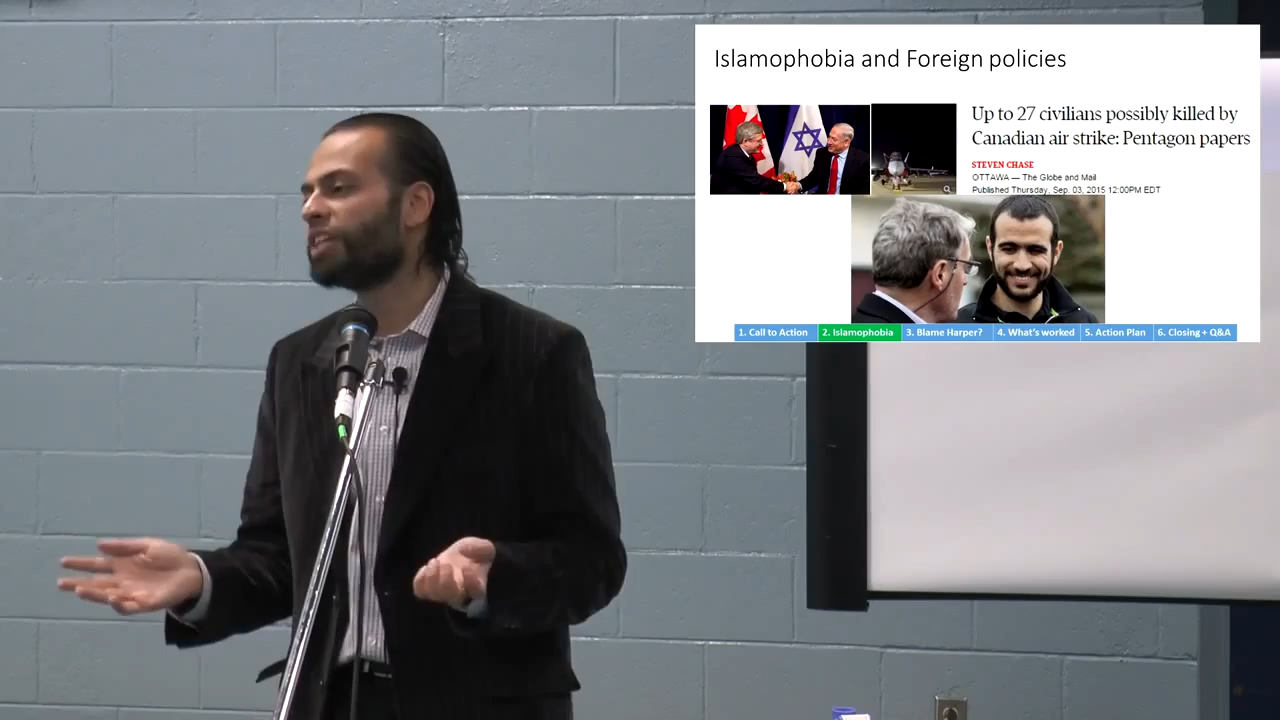 Islamophobia and Foreign policies
Up to 27 civilians possibly killed by
Canadian air strike: Pentagon papers
STEVEN CHASE
OTTAWA — The Globe and Mail
Published Thursday, Sep. 03, 2015 12:00PM EDT
1. Call to Action 2. Islamophobia 3. Blame Harper? 4. What's worked 5. Action Plan 6. Closing + Q&A